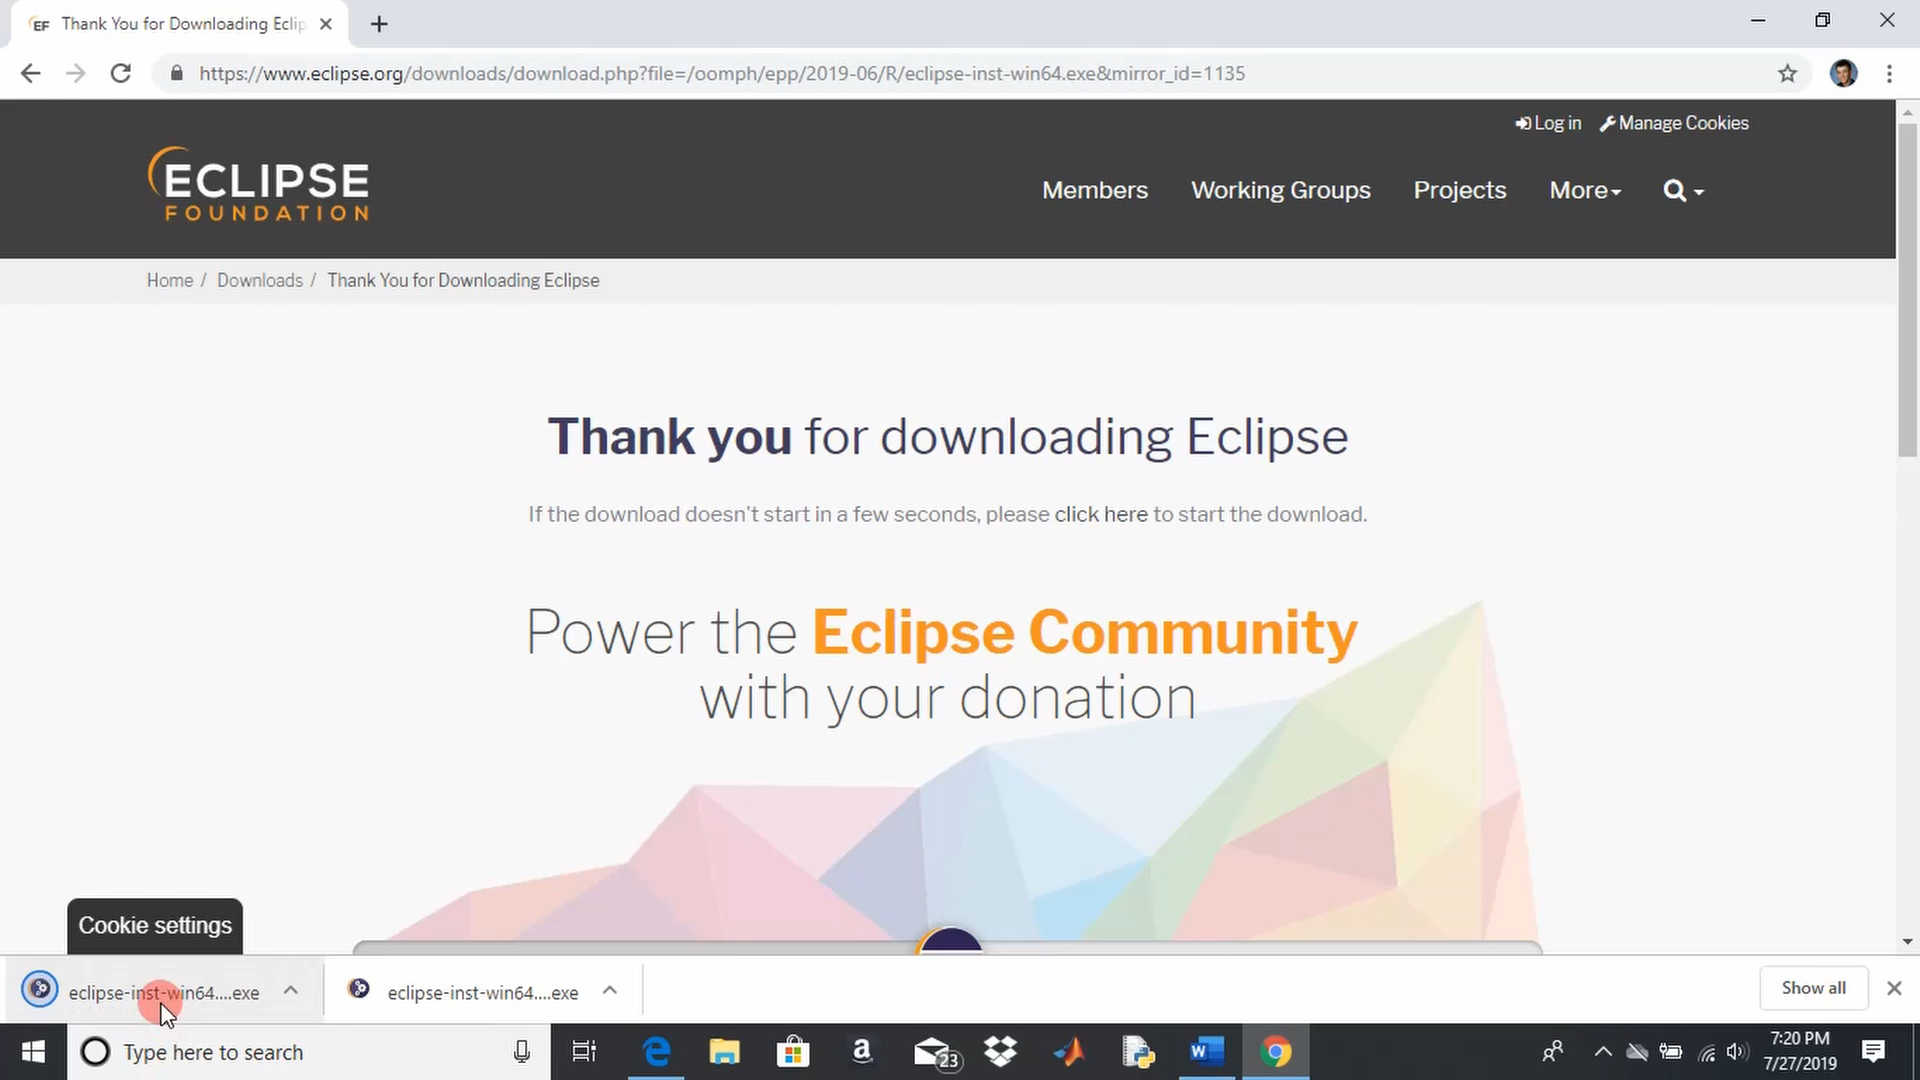 EF Thank You for Downloading Eclip
https://www.eclipse.org/downloads/download.php?file=/oomph/epp/2019-06/R/eclipse-inst-win64.exe&mirror_id=1135
Log in Manage Cookies
ECLIPSE
FOUNDATION
Members Working Groups Projects More
Home / Downloads / Thank You for Downloading Eclipse
Thank you for downloading Eclipse
If the download doesn't start in a few seconds, please click here to start the download.
Power the Eclipse Community
with your donation
Cookie settings
eclipse-inst-win64....exe eclipse-inst-win64....exe Show all
Type here to search
a
23
W
7:20 PM
7/27/2019